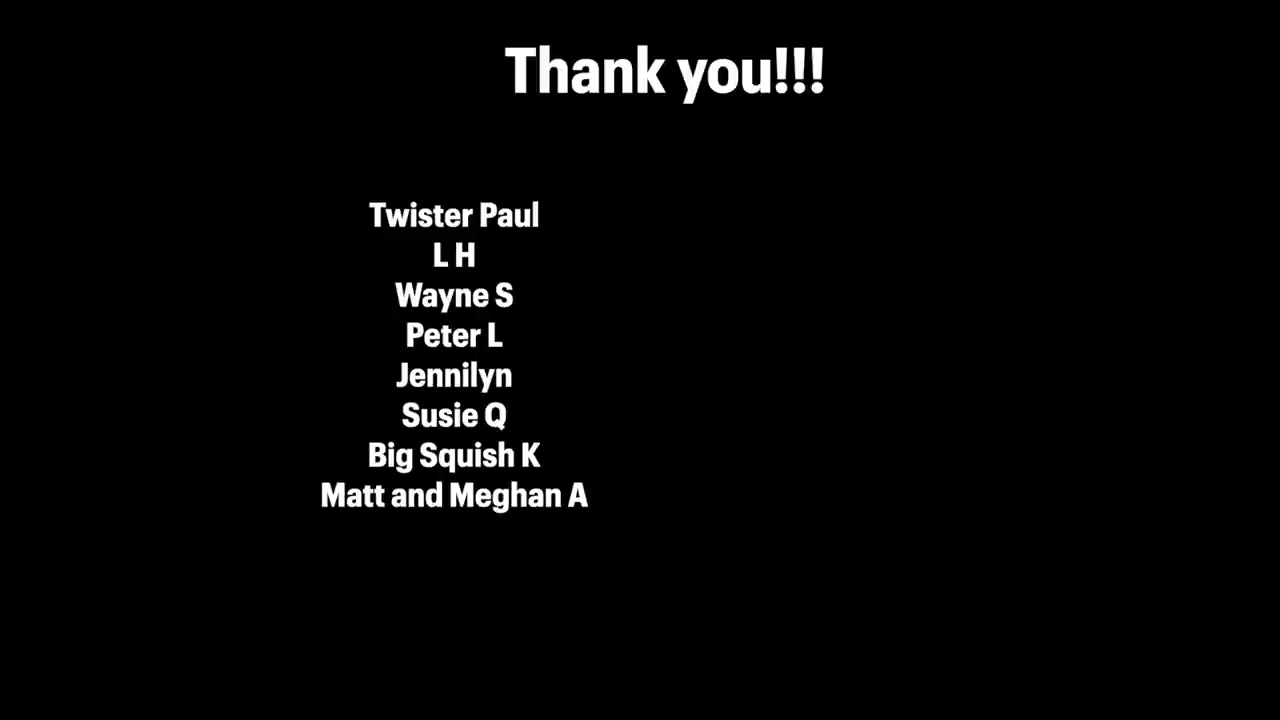 Thank you!!!
Twister Paul
L H
Wayne S
Peter L
Jennilyn
Susie Q
Big Squish K
Matt and Meghan A